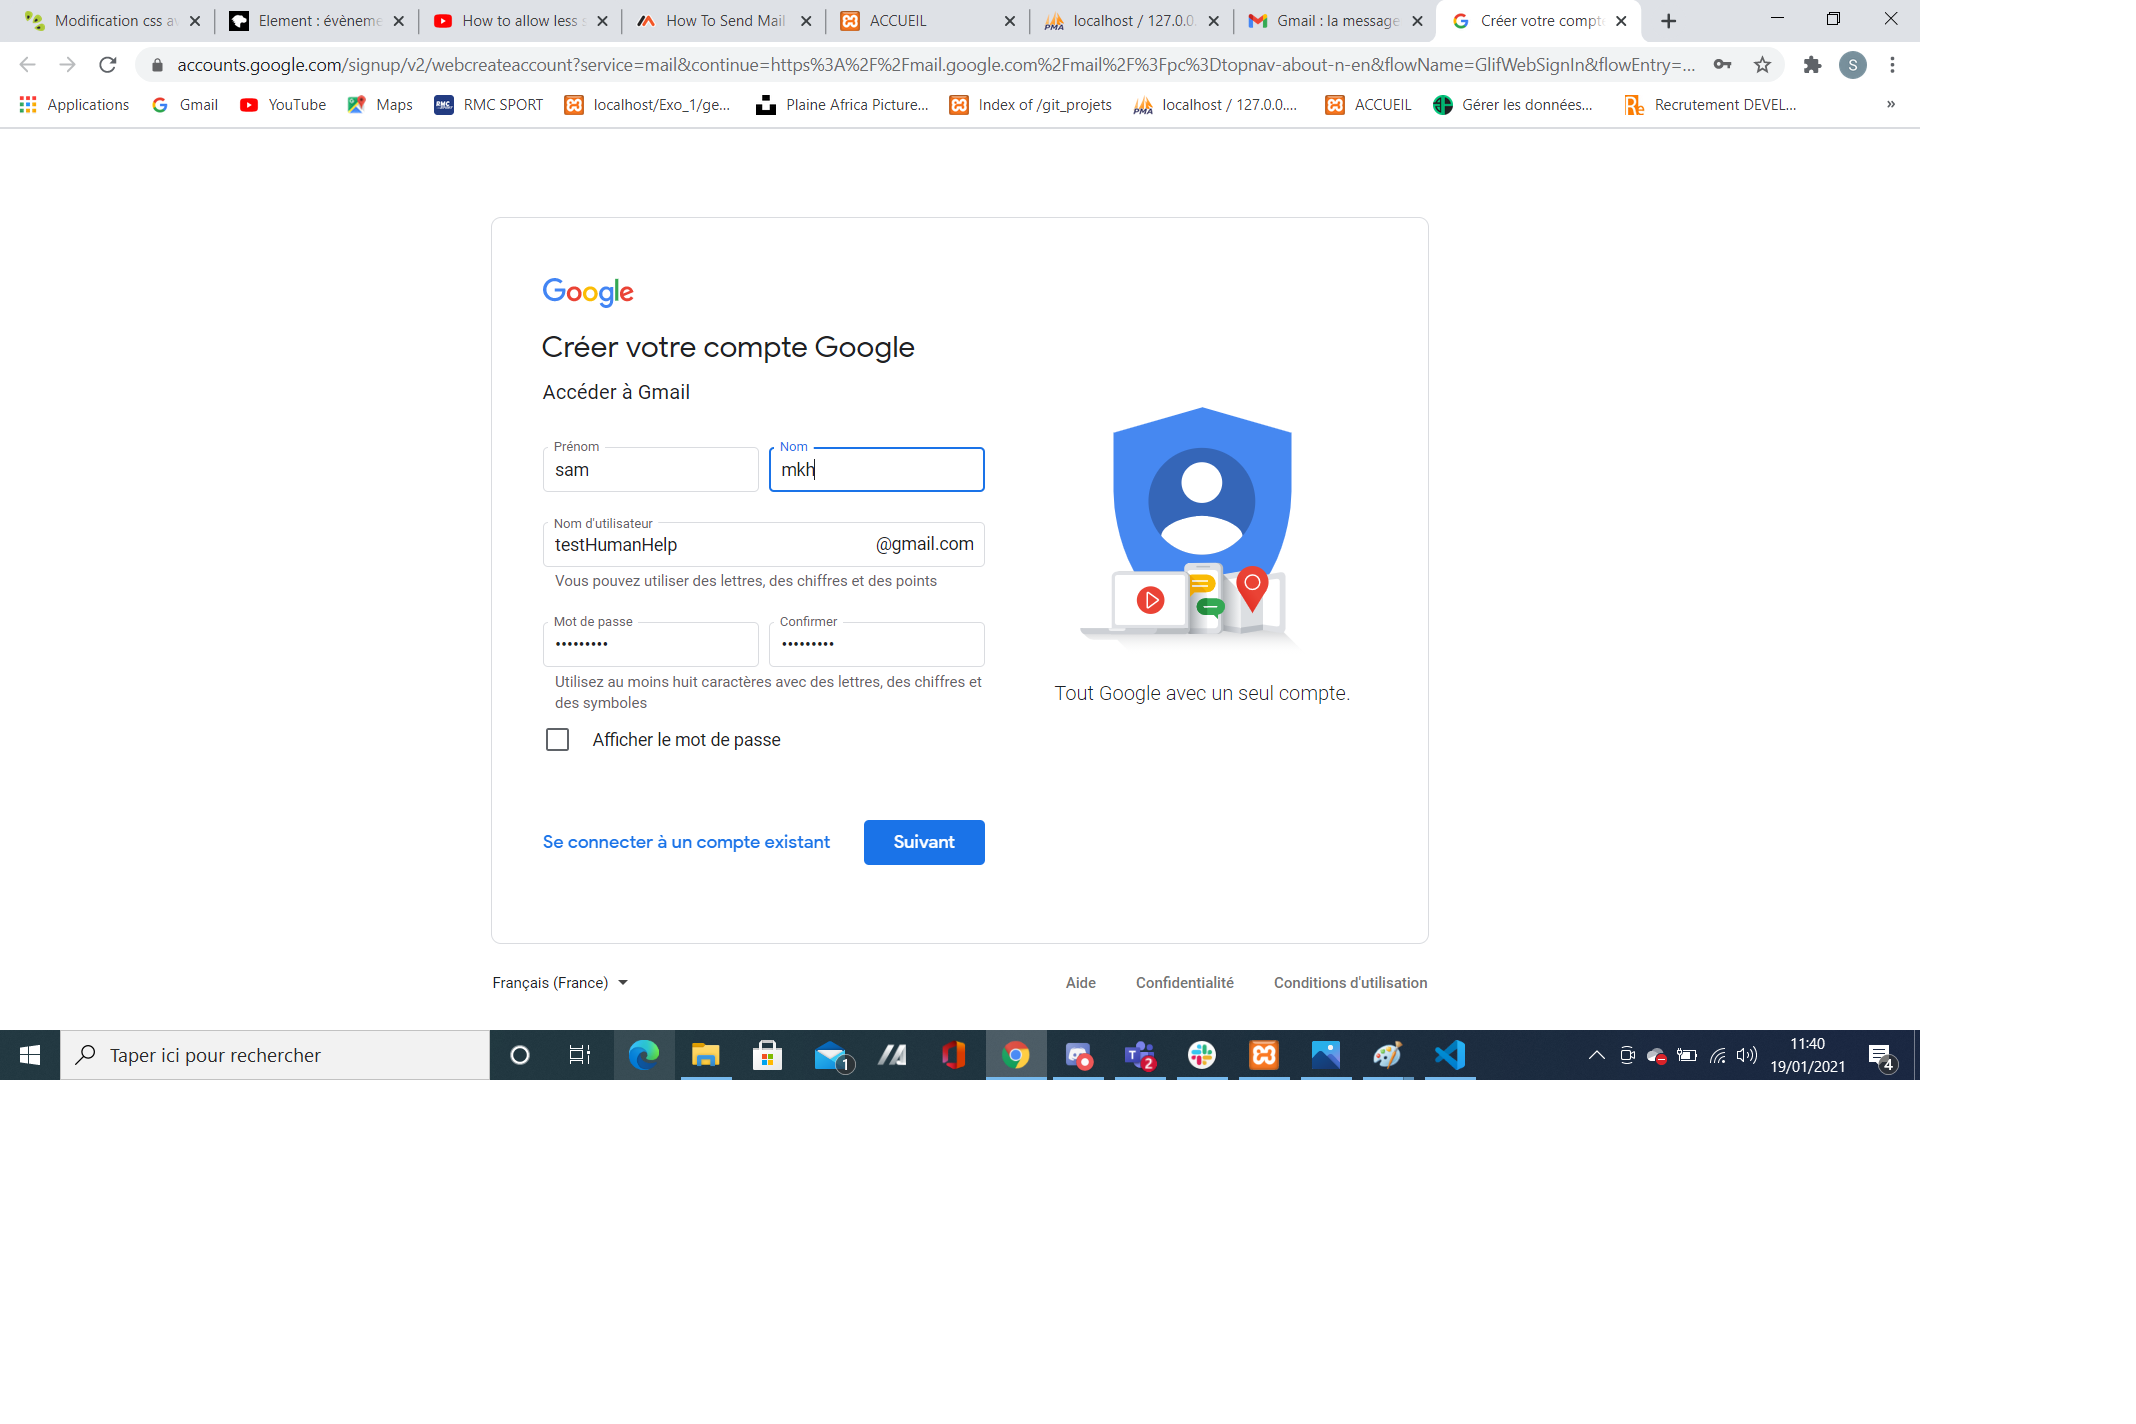 Modification css a
Element : évèneme
How to allow less s
How To Send Mail
ACCUEIL
localhost / 127.0.0.
Gmail : la message
Créer votre compte
accounts.google.com/signup/v2/webcreateaccount?service=mail&continue=https%3A%2F%2Fmail.google.com%2Fmail%2F%3Fpc%3Dtopnav-about-n-en&flowName=GlifWebSignIn&flowEntry=...
S
Applications
Gmail
YouTube
Maps
RMC SPORT
localhost/Exo_1/ge...
Plaine Africa Picture...
Index of /git_projets
localhost / 127.0.0....
ACCUEIL
Gérer les données...
Recrutement DEVEL...
»
Google
Créer votre compte Google
Accéder à Gmail
Prénom
Nom
sam
mkh
Nom d'utilisateur
testHumanHelp
@gmail.com
Vous pouvez utiliser des lettres, des chiffres et des points
Mot de passe
Confirmer
•••••••••
•••••••••
Utilisez au moins huit caractères avec des lettres, des chiffres et
des symboles
Afficher le mot de passe
Tout Google avec un seul compte.
Se connecter à un compte existant
Suivant
Français (France)
Aide
Confidentialité
Conditions d'utilisation
Taper ici pour rechercher
1
2
11:40
19/01/2021
4